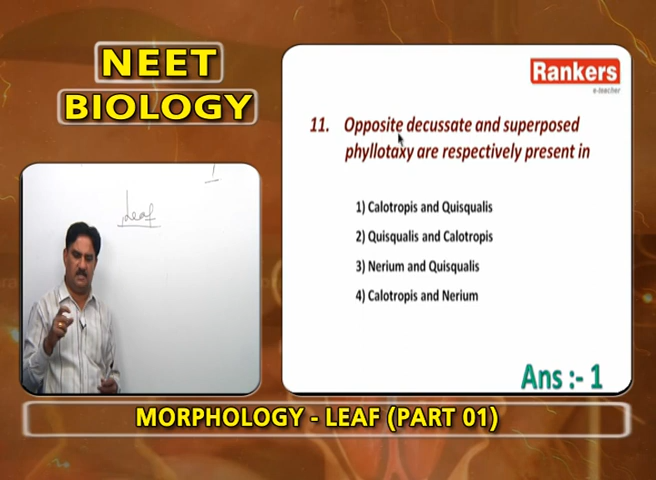 NEET
BIOLOGY
Rankers
e-teacher
11. Opposite decussate and superposed
phyllotaxy are respectively present in
1) Calotropis and Quisqualis
2) Quisqualis and Calotropis
3) Nerium and Quisqualis
4) Calotropis and Nerium
Ans :- 1
Leaf
MORPHOLOGY - LEAF (PART 01)